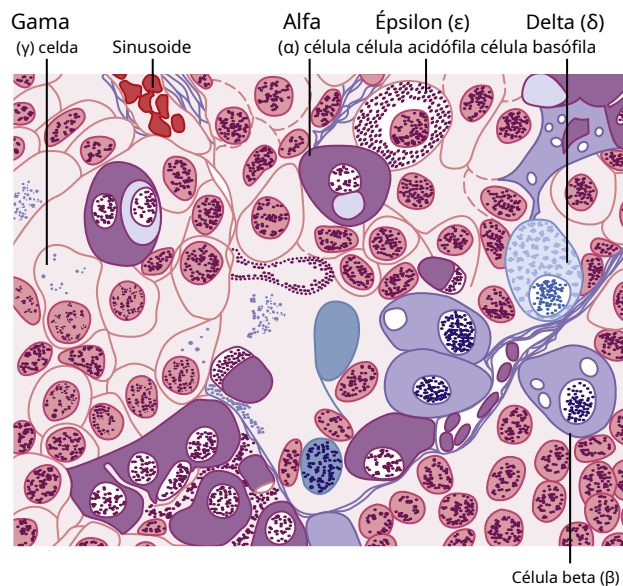 Gama Alfa Épsilon (ε) Delta (δ)
(γ) celda Sinusoide (α) célula célula acidófila célula basófila
Célula beta (β)